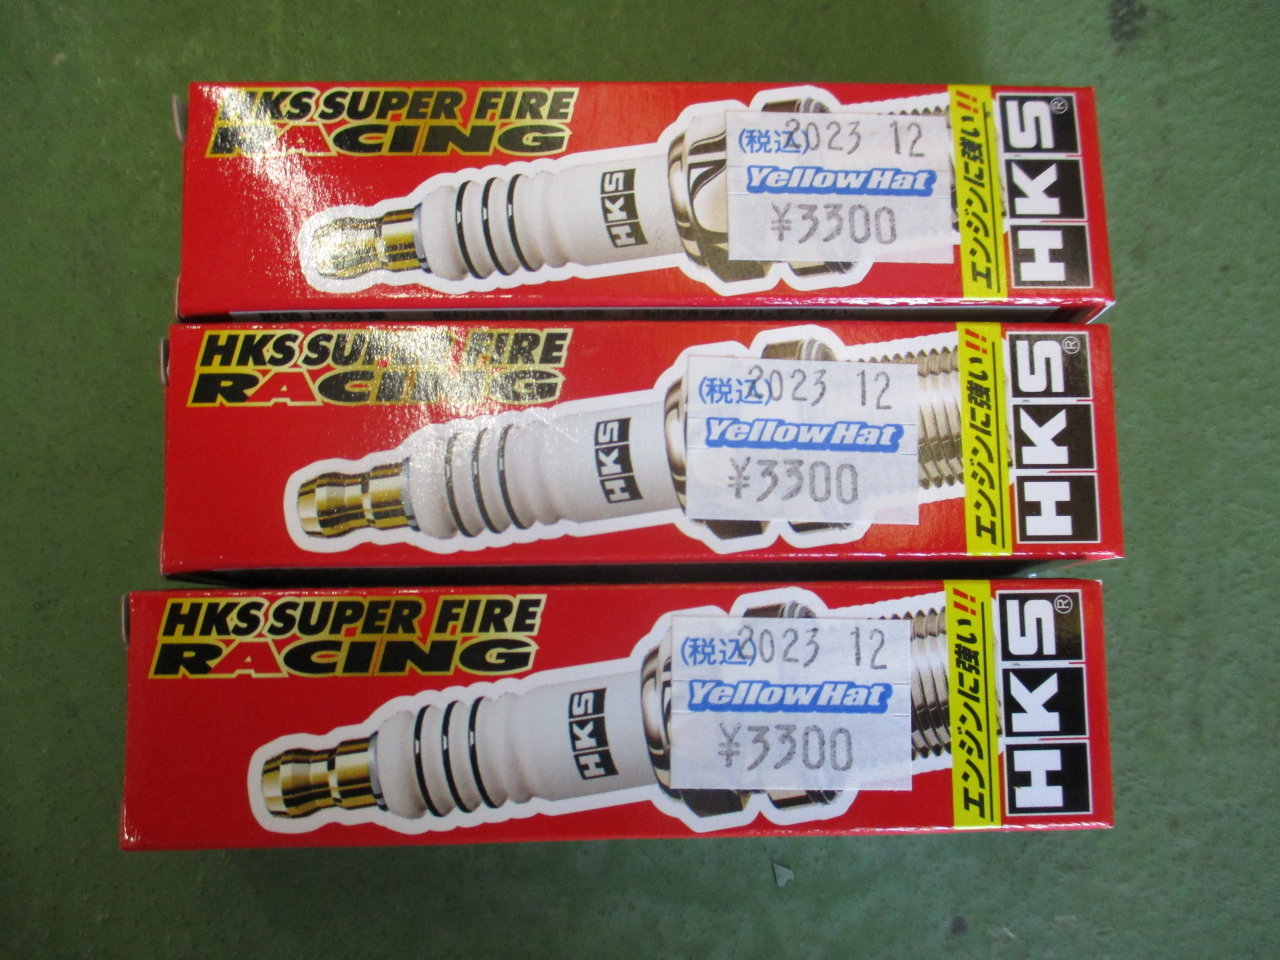 HKS SUPER FIRE
RACING
HKS
(税込)2023 12
Yellow Hat
¥3300
エンジンに強い!!
HKS®
HKS SUPER FIRE
RACING
HKS
(税込)2023 12
Yellow Hat
¥3300
エンジンに強い!!
HKS®
HKS SUPER FIRE
RACING
HKS
(税込)2023 12
Yellow Hat
¥3300
エンジンに強い!!
HKS®